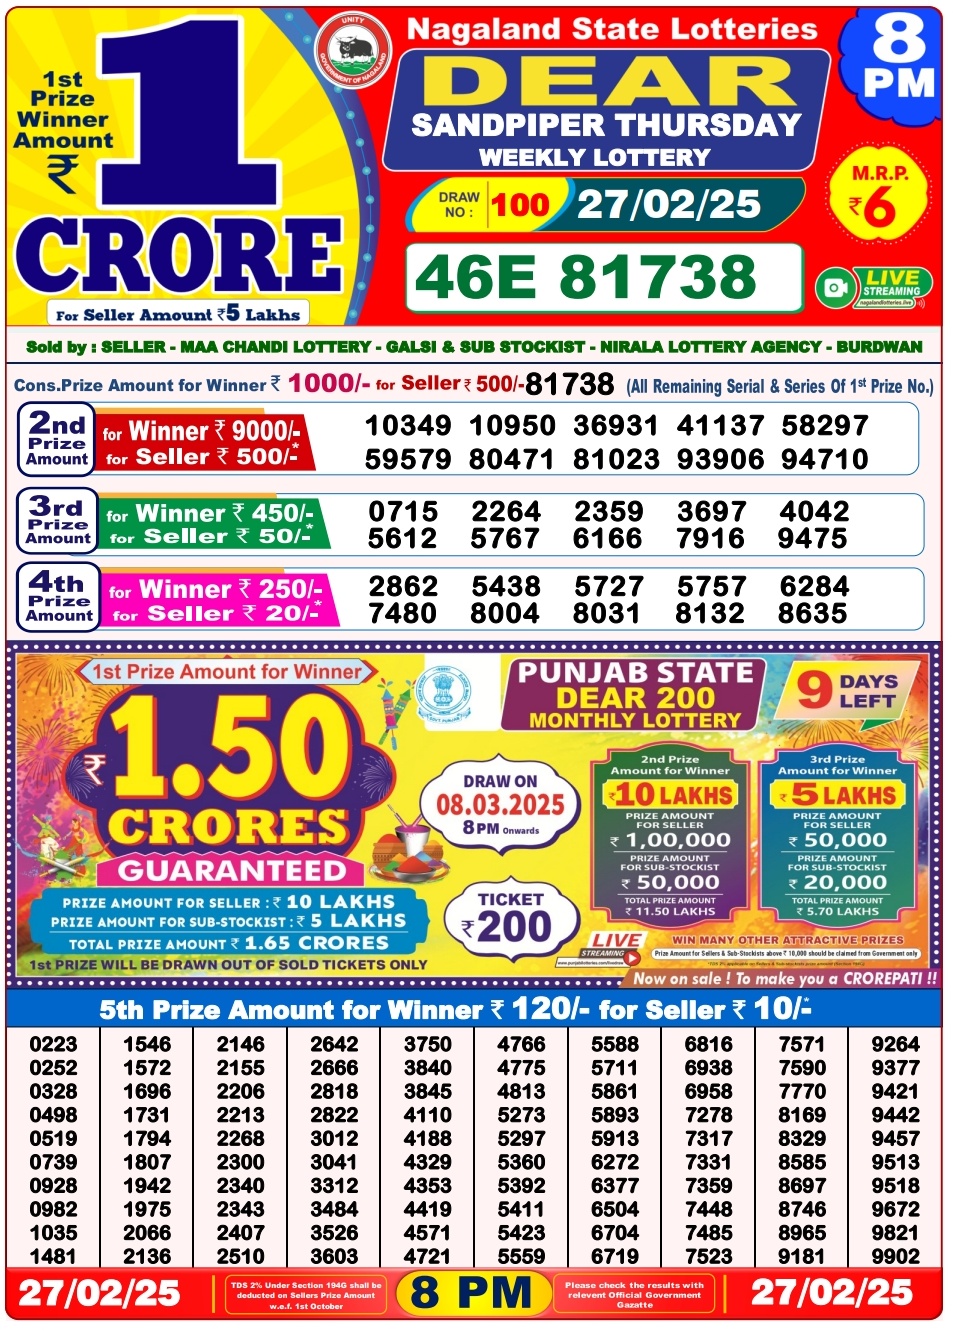 1st
Prize
Winner
Amount
₹
1
CRORE
For Seller Amount ₹5 Lakhs
UNITY
GOVERNMENT OF NAGALAND
Nagaland State Lotteries
DEAR
SANDPIPER THURSDAY
WEEKLY LOTTERY
8
PM
DRAW
NO :
100
27/02/25
M.R.P.
₹6
46E 81738
LIVE
STREAMING
nagalandlotteries.live
Sold by : SELLER - MAA CHANDI LOTTERY - GALSI & SUB STOCKIST - NIRALA LOTTERY AGENCY - BURDWAN
Cons.Prize Amount for Winner ₹ 1000/- for Seller ₹ 500/- 81738 (All Remaining Serial & Series Of 1st Prize No.)
2nd
Prize
Amount
for Winner ₹ 9000/-
for Seller ₹ 500/-*
10349 10950 36931 41137 58297
59579 80471 81023 93906 94710
3rd
Prize
Amount
for Winner ₹ 450/-
for Seller ₹ 50/-*
0715 2264 2359 3697 4042
5612 5767 6166 7916 9475
4th
Prize
Amount
for Winner ₹ 250/-
for Seller ₹ 20/-*
2862 5438 5727 5757 6284
7480 8004 8031 8132 8635
1st Prize Amount for Winner
₹ 1.50
CRORES
GUARANTEED
PRIZE AMOUNT FOR SELLER : ₹ 10 LAKHS
PRIZE AMOUNT FOR SUB-STOCKIST : ₹ 5 LAKHS
TOTAL PRIZE AMOUNT ₹ 1.65 CRORES
1st PRIZE WILL BE DRAWN OUT OF SOLD TICKETS ONLY
PUNJAB STATE
DEAR 200
MONTHLY LOTTERY
9 DAYS
LEFT
DRAW ON
08.03.2025
8 PM Onwards
TICKET
₹200
2nd Prize
Amount for Winner
₹10 LAKHS
PRIZE AMOUNT
FOR SELLER
₹ 1,00,000
PRIZE AMOUNT
FOR SUB-STOCKIST
₹ 50,000
TOTAL PRIZE AMOUNT
₹ 11.50 LAKHS
3rd Prize
Amount for Winner
₹ 5 LAKHS
PRIZE AMOUNT
FOR SELLER
₹ 50,000
PRIZE AMOUNT
FOR SUB-STOCKIST
₹ 20,000
TOTAL PRIZE AMOUNT
₹ 5.70 LAKHS
LIVE
STREAMING
WIN MANY OTHER ATTRACTIVE PRIZES
Prize Amount for Sellers & Sub-Stockists above ₹ 10,000 should be claimed from Government only
Now on sale ! To make you a CROREPATI !!
5th Prize Amount for Winner ₹ 120/- for Seller ₹ 10/-*
0223 1546 2146 2642 3750 4766 5588 6816 7571 9264
0252 1572 2155 2666 3840 4775 5711 6938 7590 9377
0328 1696 2206 2818 3845 4813 5861 6958 7770 9421
0498 1731 2213 2822 4110 5273 5893 7278 8169 9442
0519 1794 2268 3012 4188 5297 5913 7317 8329 9457
0739 1807 2300 3041 4329 5360 6272 7331 8585 9513
0928 1942 2340 3312 4353 5392 6377 7359 8697 9518
0982 1975 2343 3484 4419 5411 6504 7448 8746 9672
1035 2066 2407 3526 4571 5423 6704 7485 8965 9821
1481 2136 2510 3603 4721 5559 6719 7523 9181 9902
27/02/25
TDS 2% Under Section 194G shall be
deducted on Sellers Prize Amount
w.e.f. 1st October
8 PM
Please check the results with
relevent Official Government
Gazatte
27/02/25